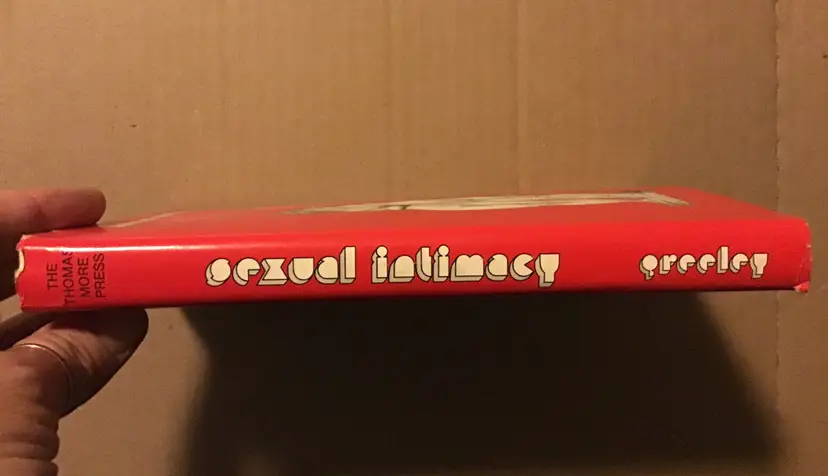 THE
THOMAS
MORE
PRESS
sexual intimacy
greeley